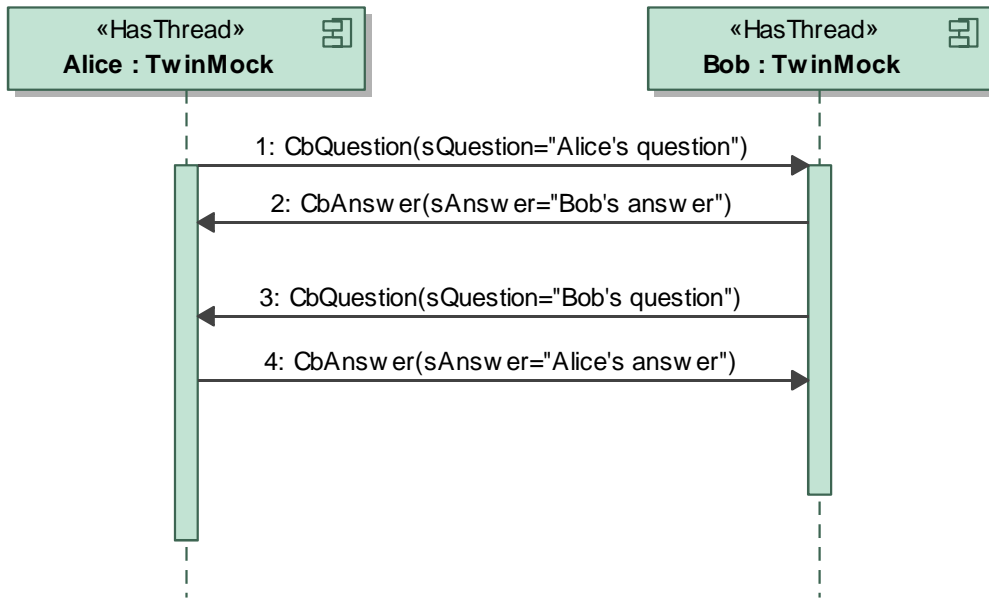 «HasThread»
Alice : TwinMock
«HasThread»
Bob : TwinMock
1: CbQuestion(sQuestion="Alice's question")
2: CbAnswer(sAnswer="Bob's answer")
3: CbQuestion(sQuestion="Bob's question")
4: CbAnswer(sAnswer="Alice's answer")